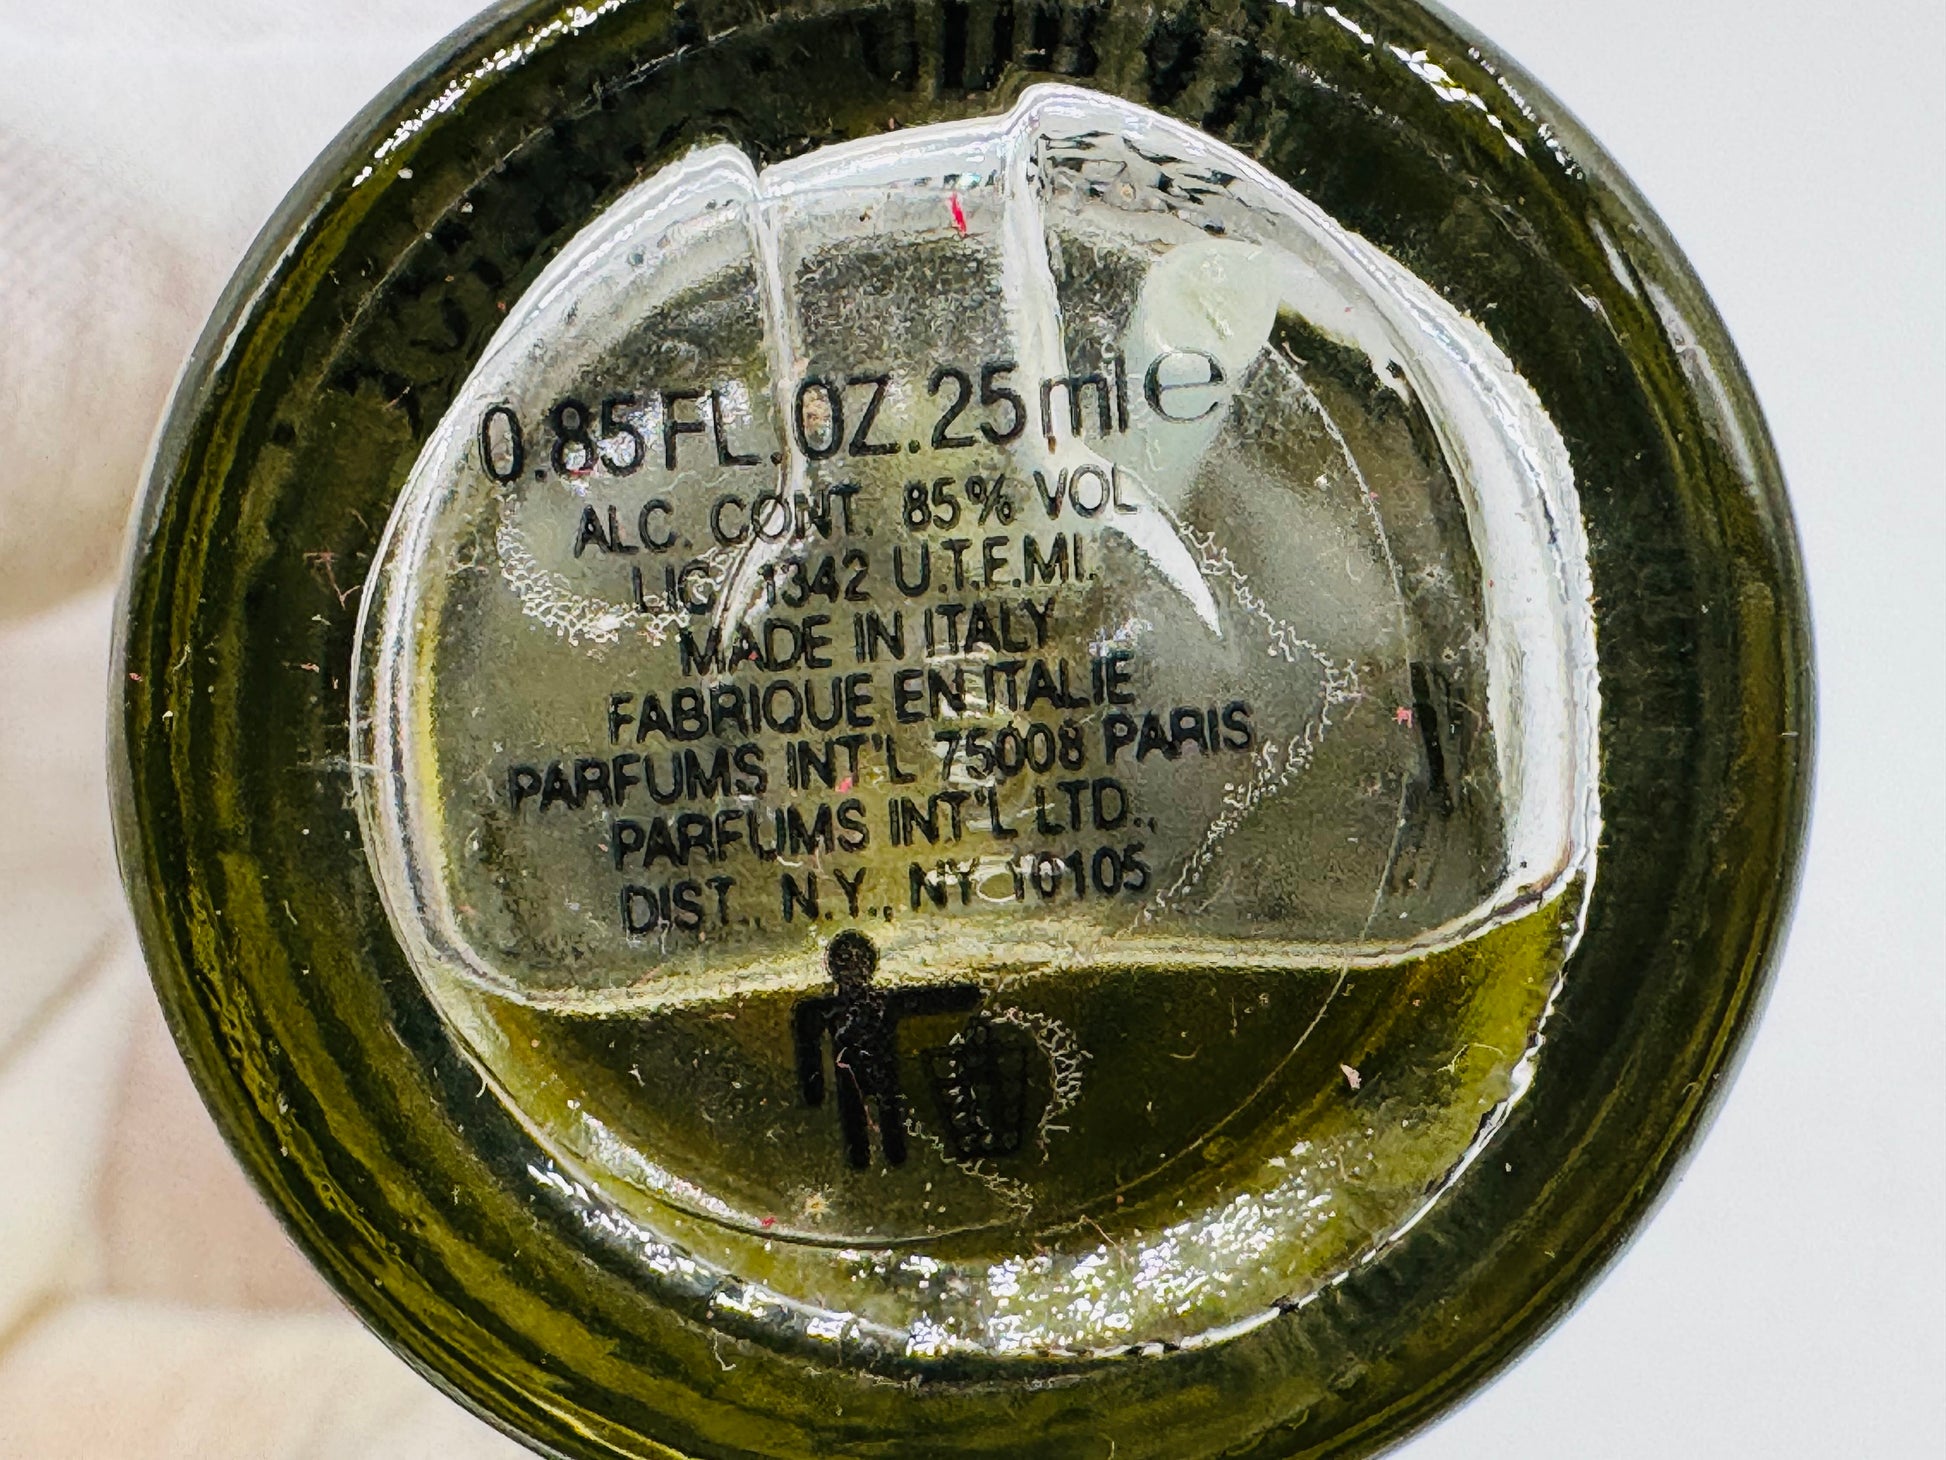 0.85 FL.OZ. 25 ml ℮
ALC. CONT. 85% VOL
LIC. 1342 U.T.F.MI.
MADE IN ITALY
FABRIQUE EN ITALIE
PARFUMS INT'L 75008 PARIS
PARFUMS INT'L LTD.,
DIST., N.Y., NY 10105